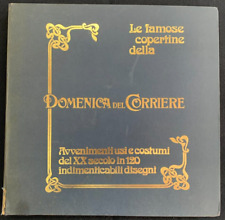 Le famose
copertine
della
DOMENICA DEL CORRIERE
Avvenimenti usi e costumi
del XX secolo in 120
indimenticabili disegni